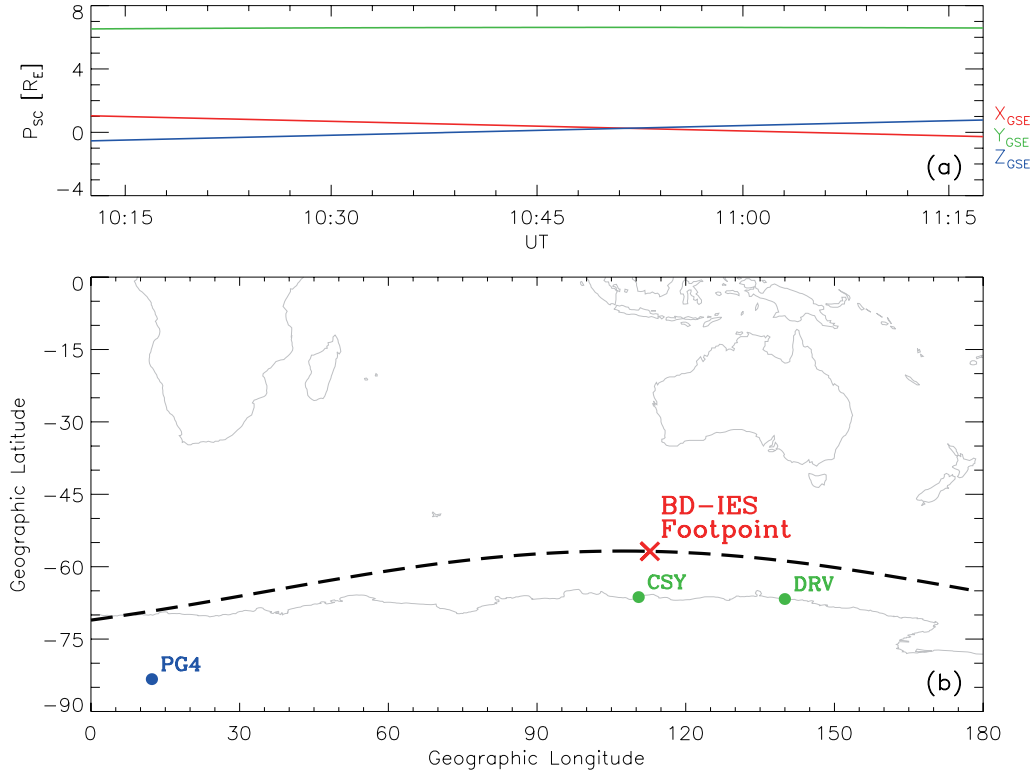 8
4
0
-4
P_SC [R_E]
X_GSE
Y_GSE
Z_GSE
(a)
10:15 10:30 10:45 11:00 11:15
UT
0
-15
-30
-45
-60
-75
-90
Geographic Latitude
BD-IES
Footpoint
CSY
DRV
PG4
(b)
0 30 60 90 120 150 180
Geographic Longitude